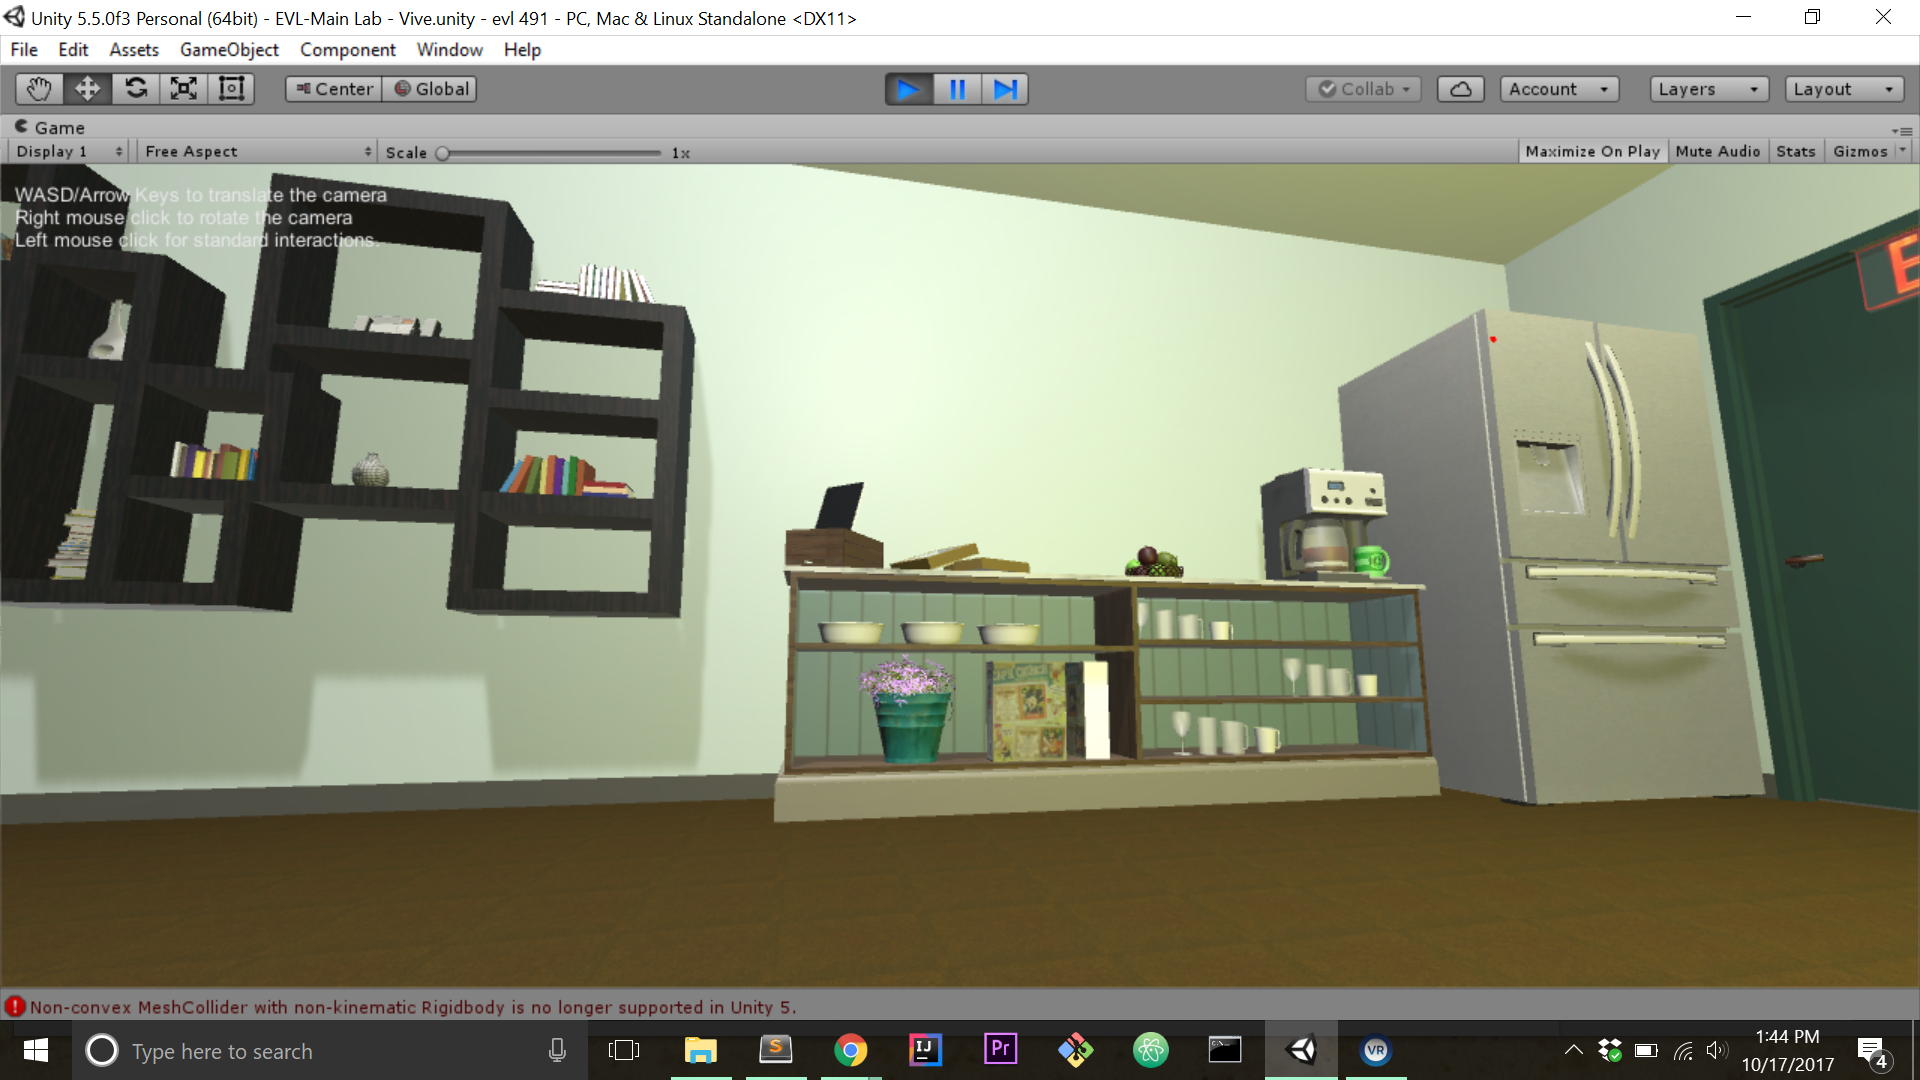 Unity 5.5.0f3 Personal (64bit) - EVL-Main Lab - Vive.unity - evl 491 - PC, Mac & Linux Standalone <DX11>
File Edit Assets GameObject Component Window Help
Center Global Collab Account Layers Layout
Game
Display 1 Free Aspect Scale 1x Maximize On Play Mute Audio Stats Gizmos
WASD/Arrow Keys to translate the camera
Right mouse click to rotate the camera
Left mouse click for standard interactions.
E
Non-convex MeshCollider with non-kinematic Rigidbody is no longer supported in Unity 5.
Type here to search
S
IJ
Pr
VR
1:44 PM
10/17/2017
4